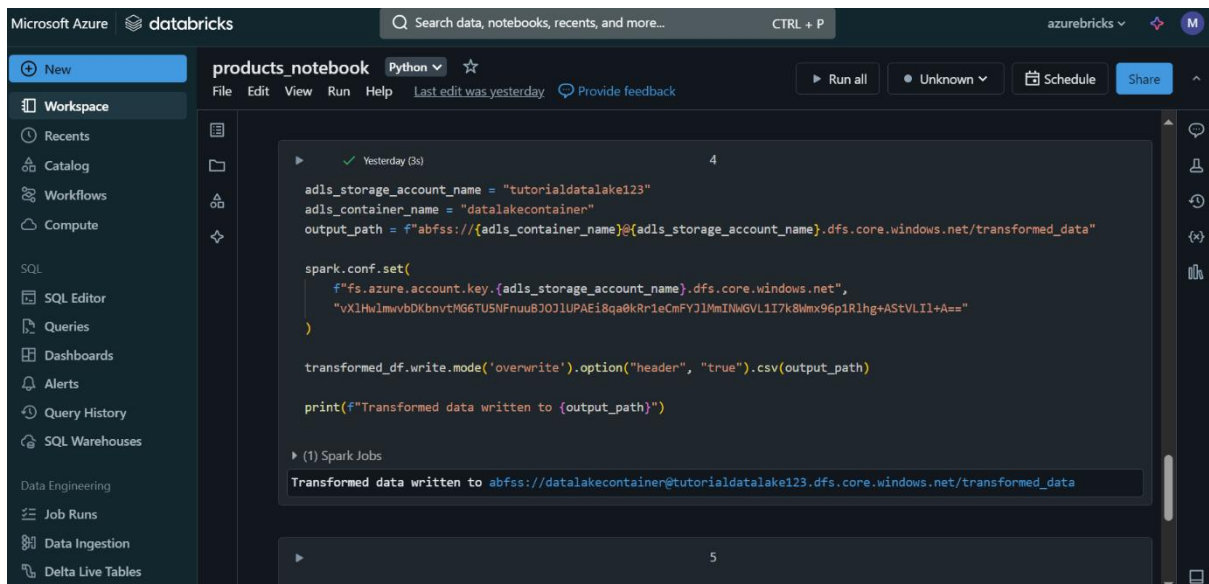 Microsoft Azure databricks Search data, notebooks, recents, and more... CTRL + P azurebricks M
New
Workspace
Recents
Catalog
Workflows
Compute
SQL
SQL Editor
Queries
Dashboards
Alerts
Query History
SQL Warehouses
Data Engineering
Job Runs
Data Ingestion
Delta Live Tables
products_notebook Python
File Edit View Run Help Last edit was yesterday Provide feedback
Run all Unknown Schedule Share
Yesterday (3s) 4
adls_storage_account_name = "tutorialdatalake123"
adls_container_name = "datalakecontainer"
output_path = f"abfss://{adls_container_name}@{adls_storage_account_name}.dfs.core.windows.net/transformed_data"
spark.conf.set(
f"fs.azure.account.key.{adls_storage_account_name}.dfs.core.windows.net",
)
transformed_df.write.mode('overwrite').option("header", "true").csv(output_path)
print(f"Transformed data written to {output_path}")
(1) Spark Jobs
Transformed data written to abfss://datalakecontainer@tutorialdatalake123.dfs.core.windows.net/transformed_data
5